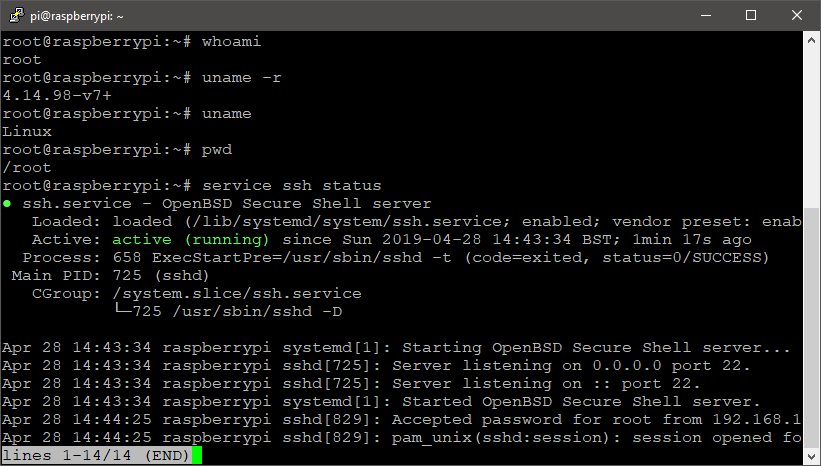 pi@raspberrypi: ~
root@raspberrypi:~# whoami
root
root@raspberrypi:~# uname -r
4.14.98-v7+
root@raspberrypi:~# uname
Linux
root@raspberrypi:~# pwd
/root
root@raspberrypi:~# service ssh status
● ssh.service - OpenBSD Secure Shell server
   Loaded: loaded (/lib/systemd/system/ssh.service; enabled; vendor preset: enab
   Active: active (running) since Sun 2019-04-28 14:43:34 BST; 1min 17s ago
  Process: 658 ExecStartPre=/usr/sbin/sshd -t (code=exited, status=0/SUCCESS)
 Main PID: 725 (sshd)
   CGroup: /system.slice/ssh.service
           └─725 /usr/sbin/sshd -D
Apr 28 14:43:34 raspberrypi systemd[1]: Starting OpenBSD Secure Shell server...
Apr 28 14:43:34 raspberrypi sshd[725]: Server listening on 0.0.0.0 port 22.
Apr 28 14:43:34 raspberrypi sshd[725]: Server listening on :: port 22.
Apr 28 14:43:34 raspberrypi systemd[1]: Started OpenBSD Secure Shell server.
Apr 28 14:44:25 raspberrypi sshd[829]: Accepted password for root from 192.168.1
Apr 28 14:44:25 raspberrypi sshd[829]: pam_unix(sshd:session): session opened fo
lines 1-14/14 (END)